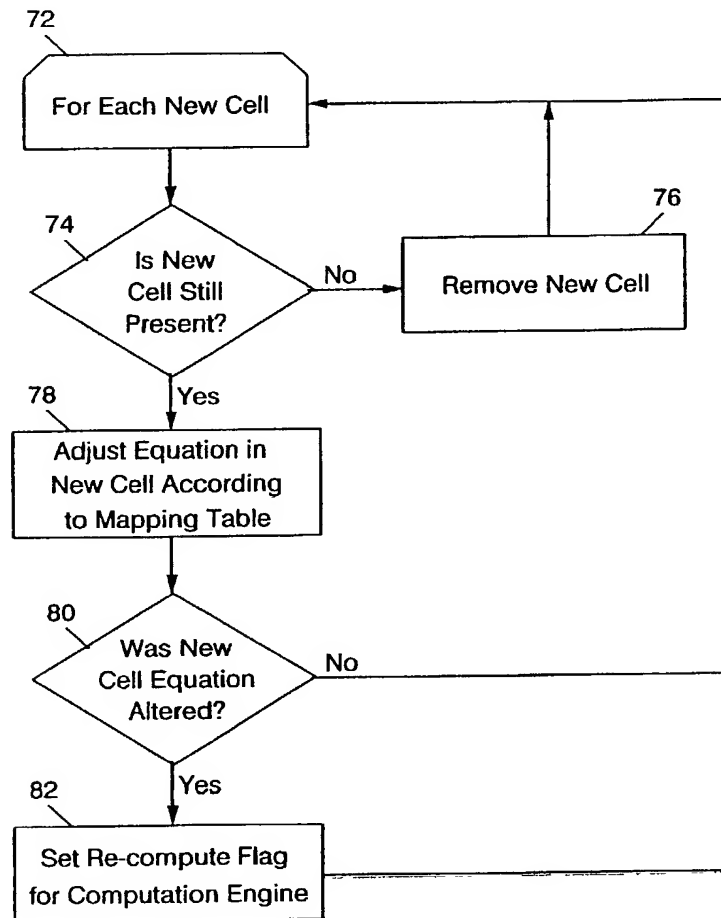 72
For Each New Cell
74
Is New
Cell Still
Present?
No
76
Remove New Cell
Yes
78
Adjust Equation in
New Cell According
to Mapping Table
80
Was New
Cell Equation
Altered?
No
Yes
82
Set Re-compute Flag
for Computation Engine